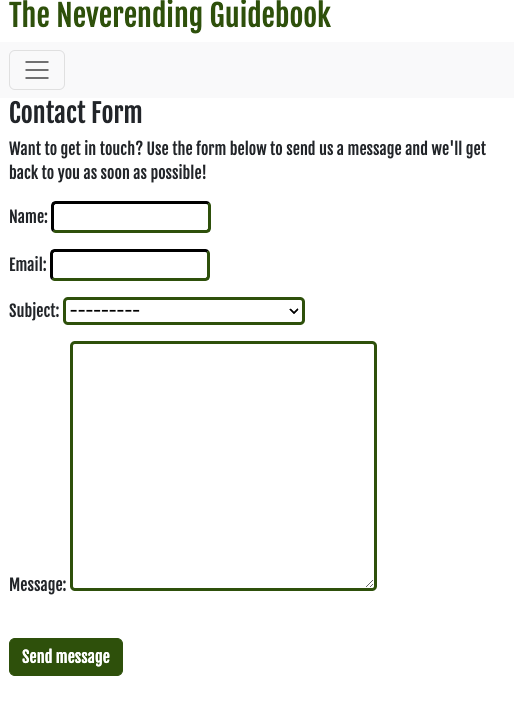 The Neverending Guidebook
Contact Form
Want to get in touch? Use the form below to send us a message and we'll get
back to you as soon as possible!
Name:
Email:
Subject: ---------
Message:
Send message